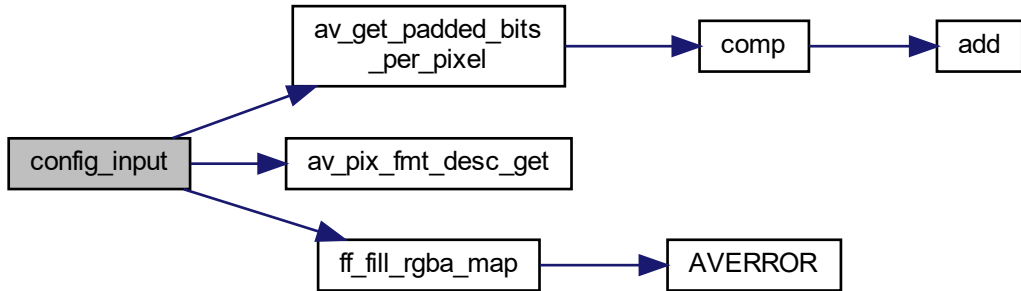 av_get_padded_bits
_per_pixel
comp
add
config_input
av_pix_fmt_desc_get
ff_fill_rgba_map
AVERROR